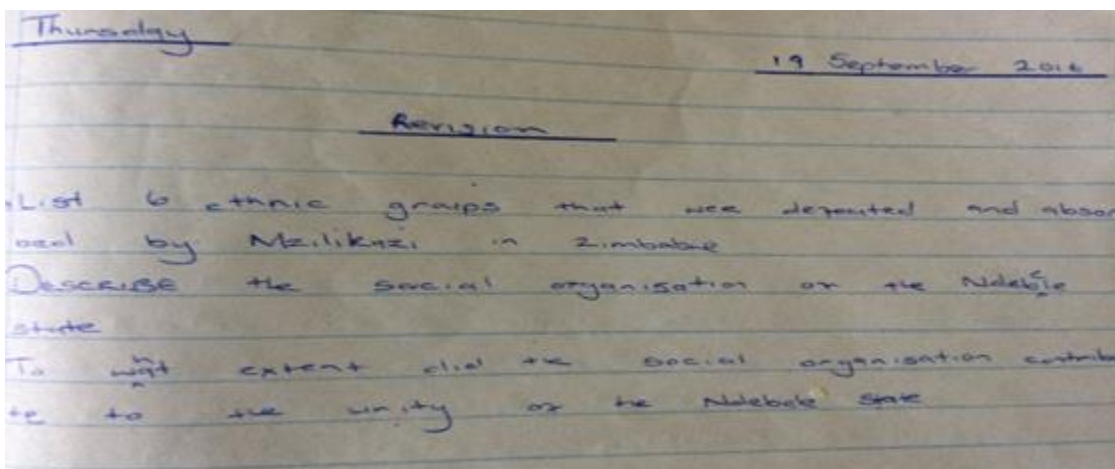 Thursday
19 September 2016
Revision
List 6 ethnic groups that wee defeated and absor
bed by Mzilikazi in Zimbabwe
DESCRIBE the social organisation of the Ndebele
state
To what extent did the social organisation contribu
te to the unity of the Ndebele state